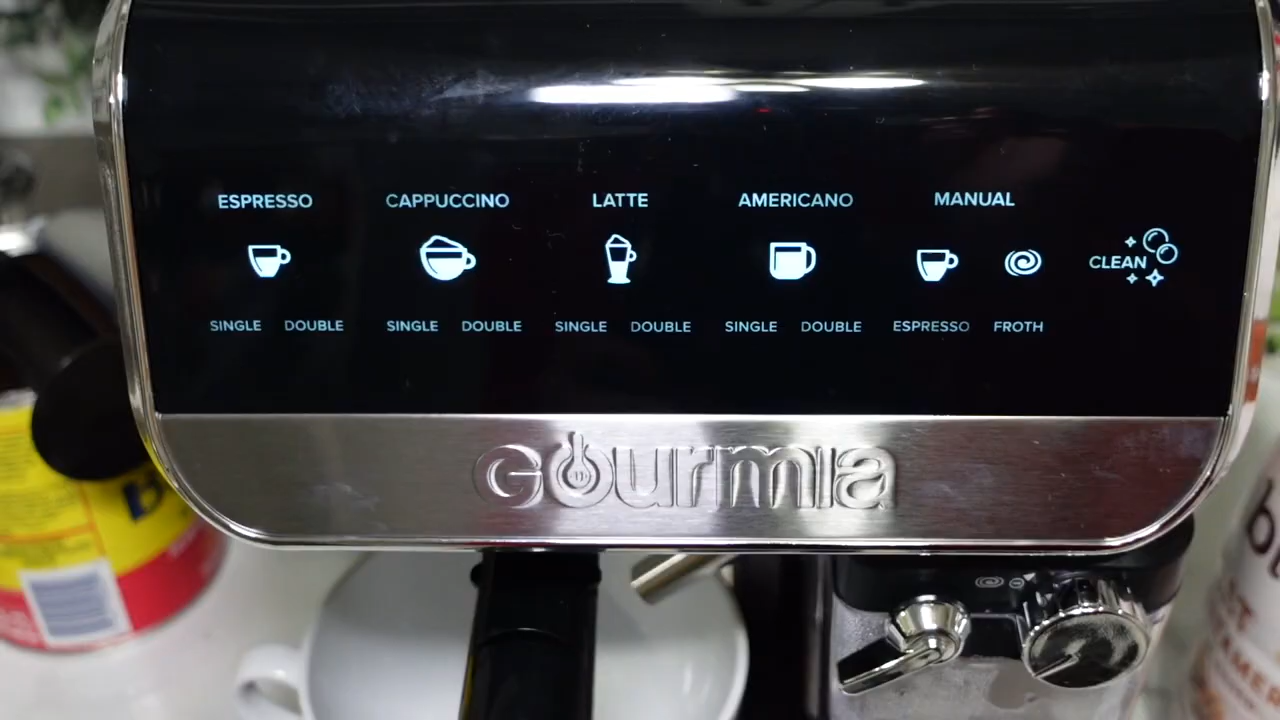 ESPRESSO CAPPUCCINO LATTE AMERICANO MANUAL
CLEAN
SINGLE DOUBLE SINGLE DOUBLE SINGLE DOUBLE SINGLE DOUBLE ESPRESSO FROTH
Gourmia